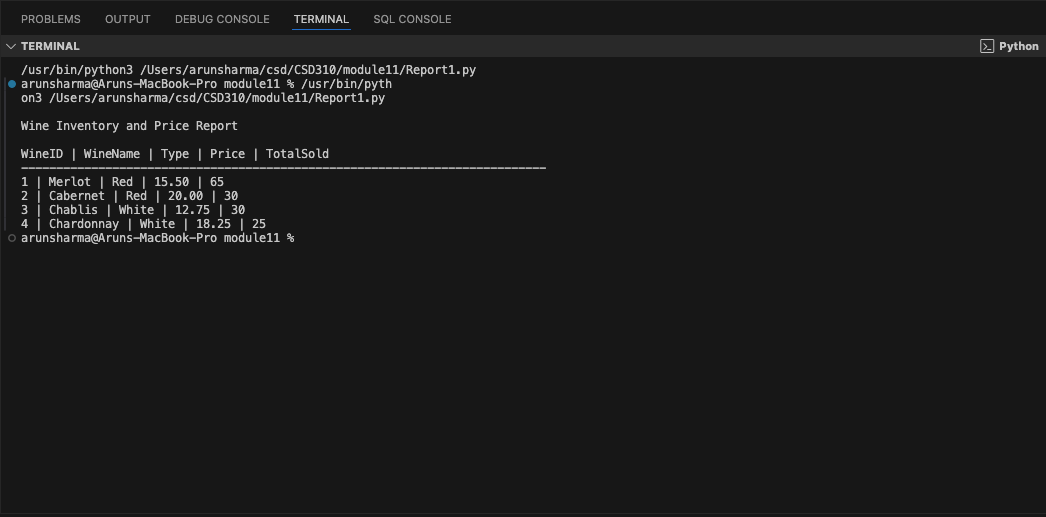 PROBLEMS OUTPUT DEBUG CONSOLE TERMINAL SQL CONSOLE
TERMINAL Python
/usr/bin/python3 /Users/arunsharma/csd/CSD310/module11/Report1.py
arunsharma@Aruns-MacBook-Pro module11 % /usr/bin/pyth
on3 /Users/arunsharma/csd/CSD310/module11/Report1.py
Wine Inventory and Price Report
WineID | WineName | Type | Price | TotalSold
---------------------------------------------------------------------------
1 | Merlot | Red | 15.50 | 65
2 | Cabernet | Red | 20.00 | 30
3 | Chablis | White | 12.75 | 30
4 | Chardonnay | White | 18.25 | 25
arunsharma@Aruns-MacBook-Pro module11 %